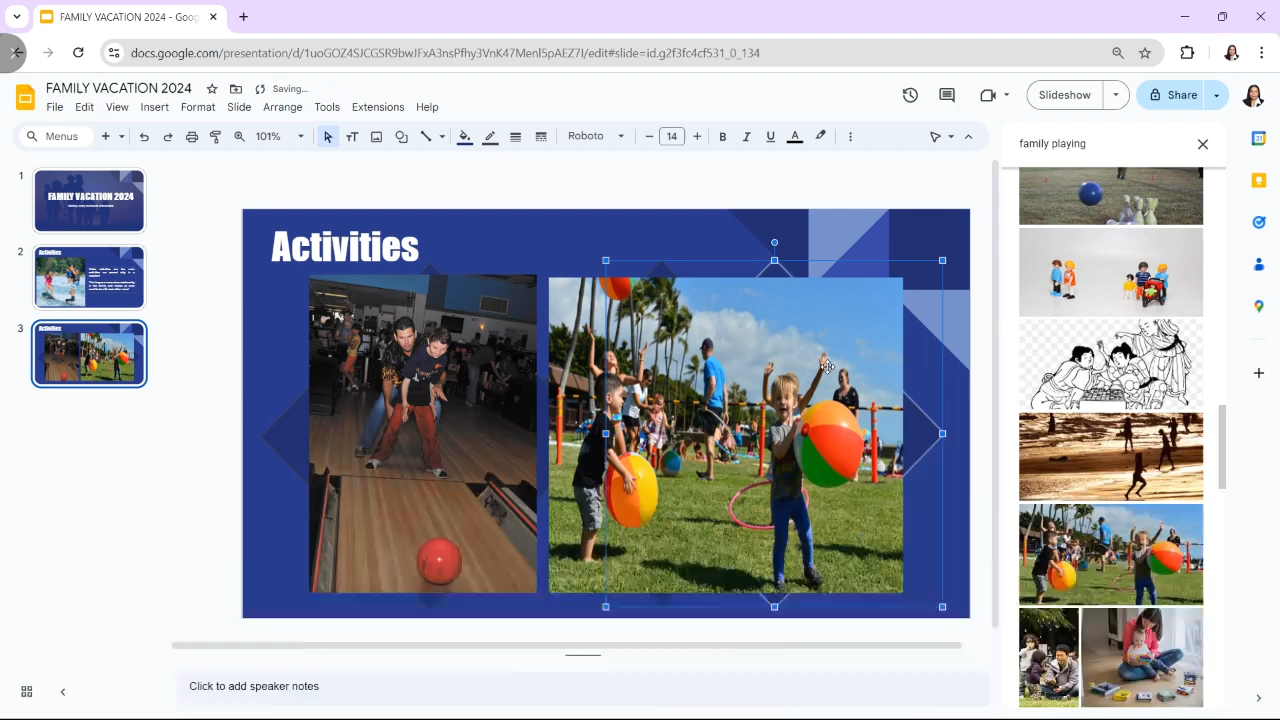 FAMILY VACATION 2024 - Goog
docs.google.com/presentation/d/1uoGOZ4SJCGSR9bwJFxA3nsPfhy3VnK47MenI5pAEZ7I/edit#slide=id.g2f3fc4cf531_0_134
FAMILY VACATION 2024
Saving...
File Edit View Insert Format Slide Arrange Tools Extensions Help
Slideshow
Share
Menus
101%
Roboto
14
family playing
1
FAMILY VACATION 2024
2
Activities
3
Activities
Activities
Click to add speaker notes